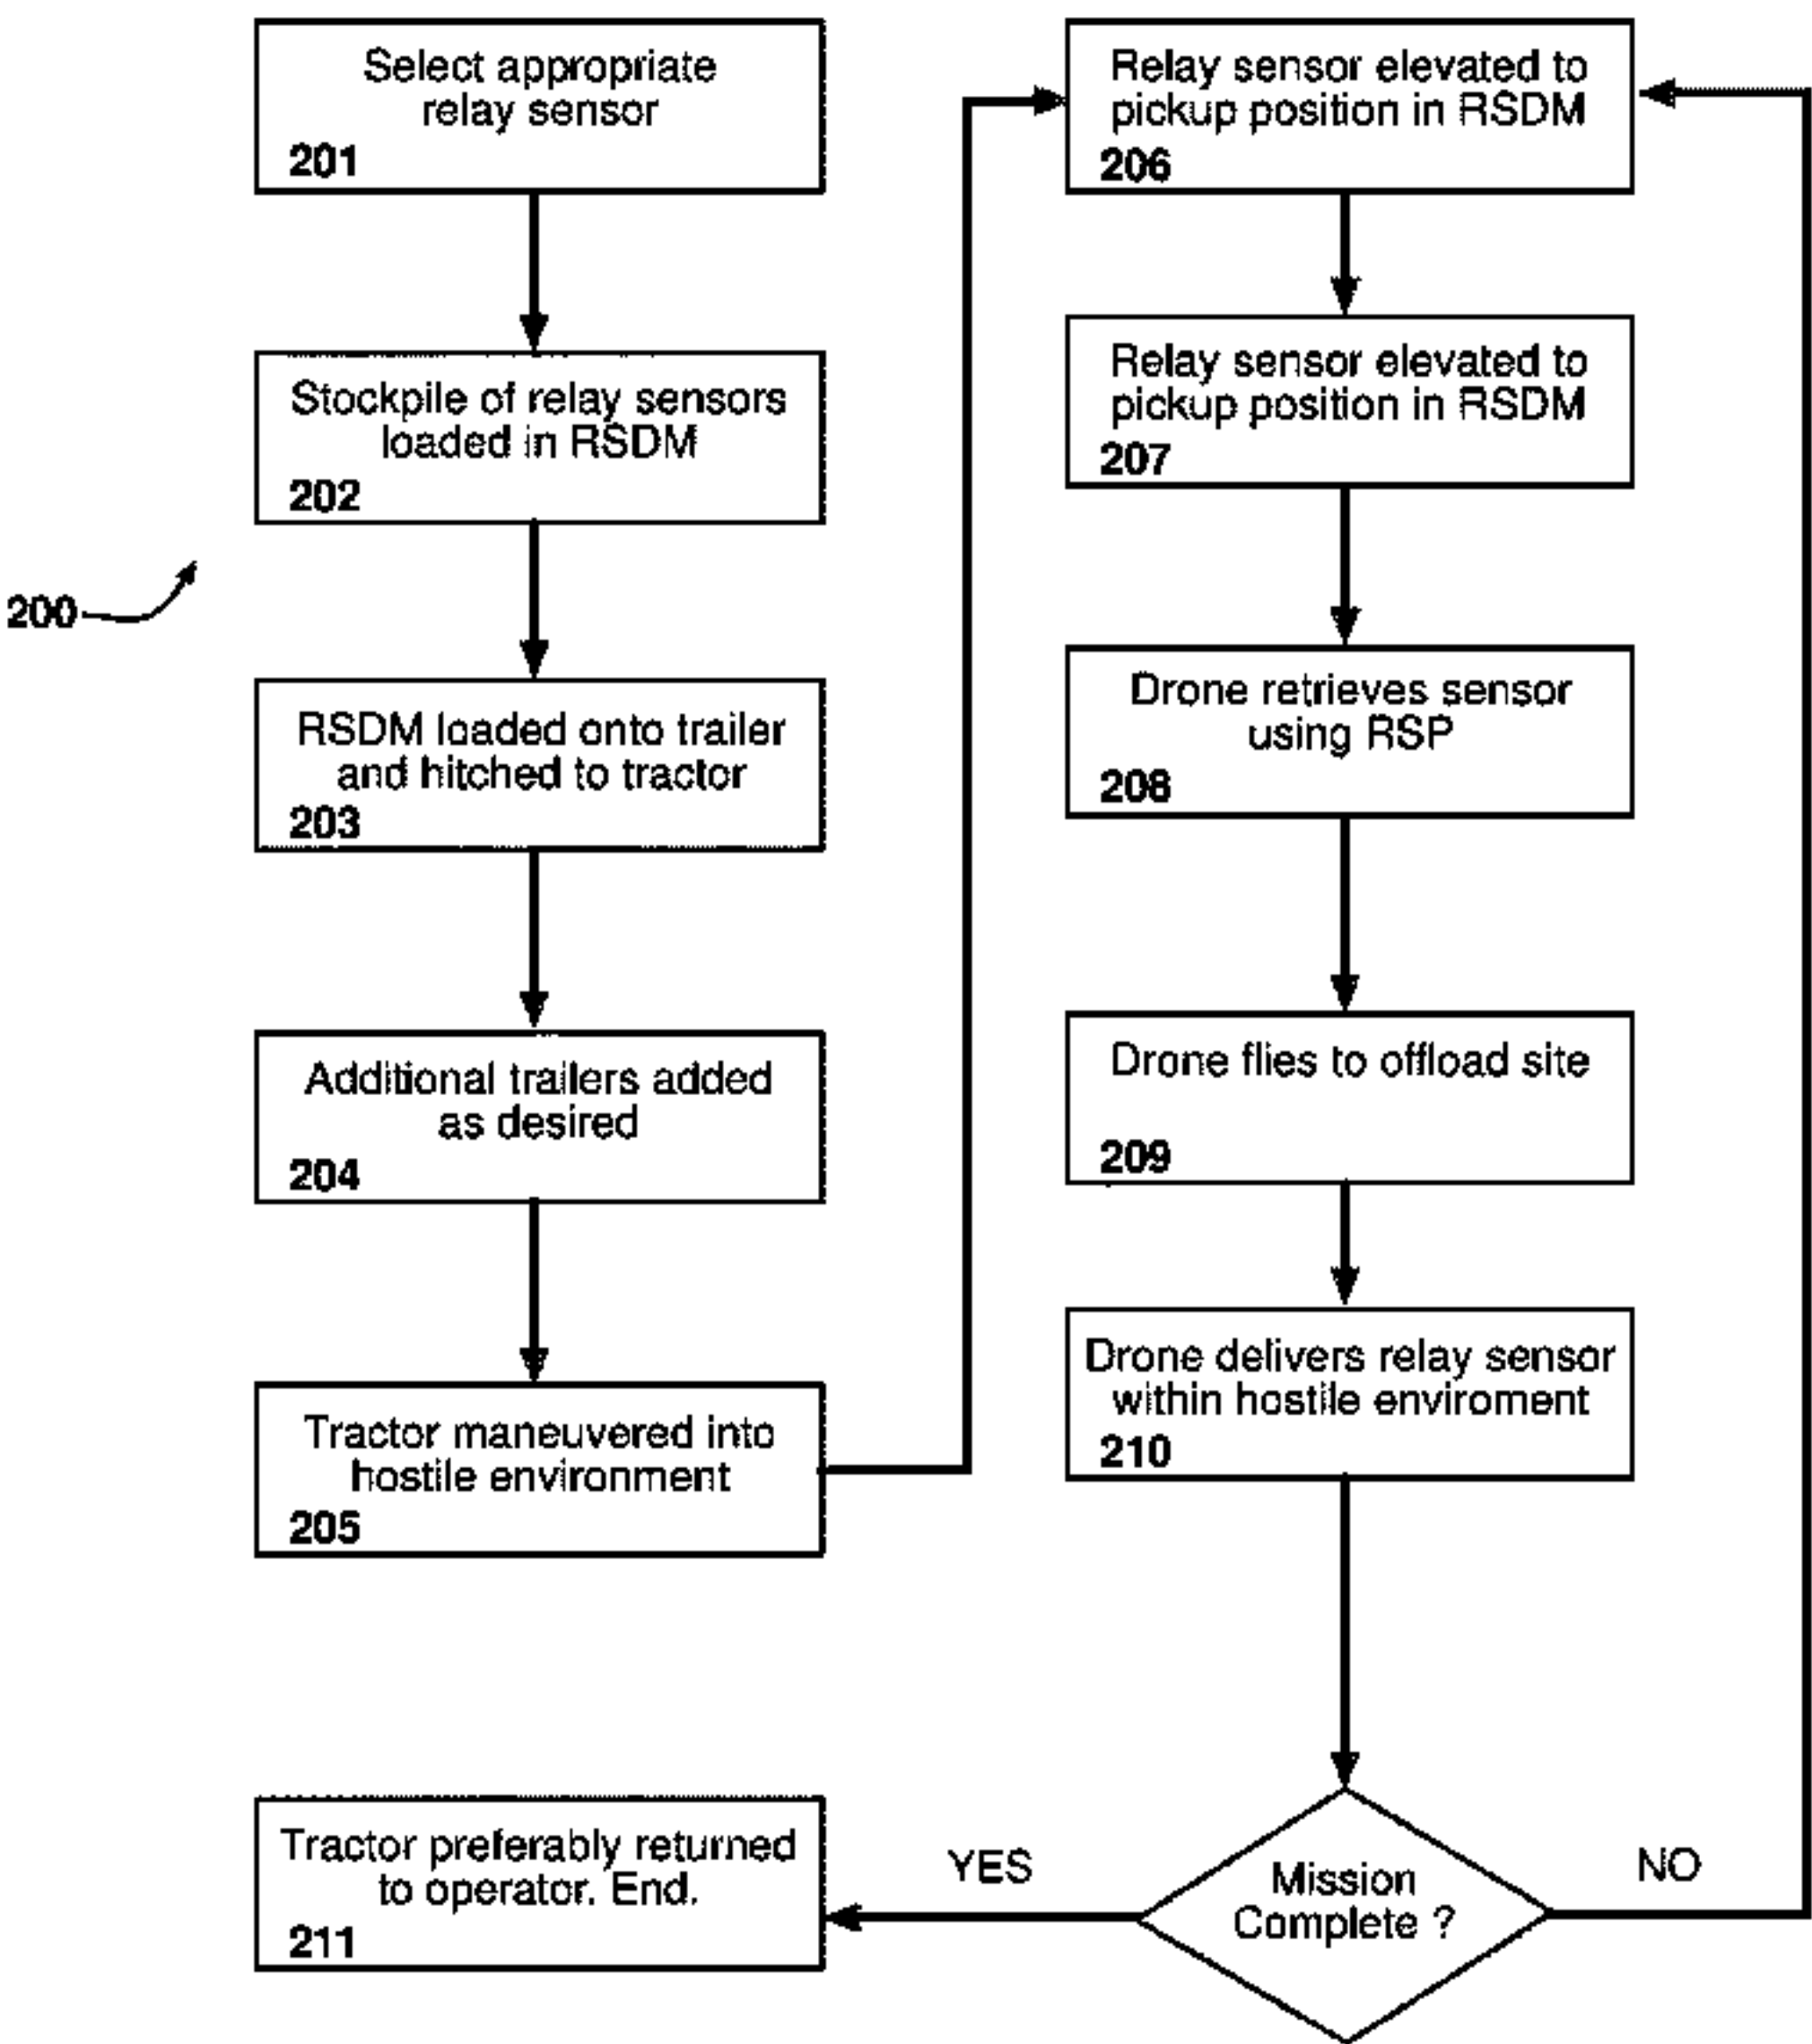 Select appropriate
relay sensor
201
Stockpile of relay sensors
loaded in RSDM
202
200
RSDM loaded onto trailer
and hitched to tractor
203
Additional trailers added
as desired
204
Tractor maneuvered into
hostile environment
205
Relay sensor elevated to
pickup position in RSDM
206
Relay sensor elevated to
pickup position in RSDM
207
Drone retrieves sensor
using RSP
208
Drone flies to offload site
209
Drone delivers relay sensor
within hostile enviroment
210
Mission
Complete ?
NO
YES
Tractor preferably returned
to operator. End.
211